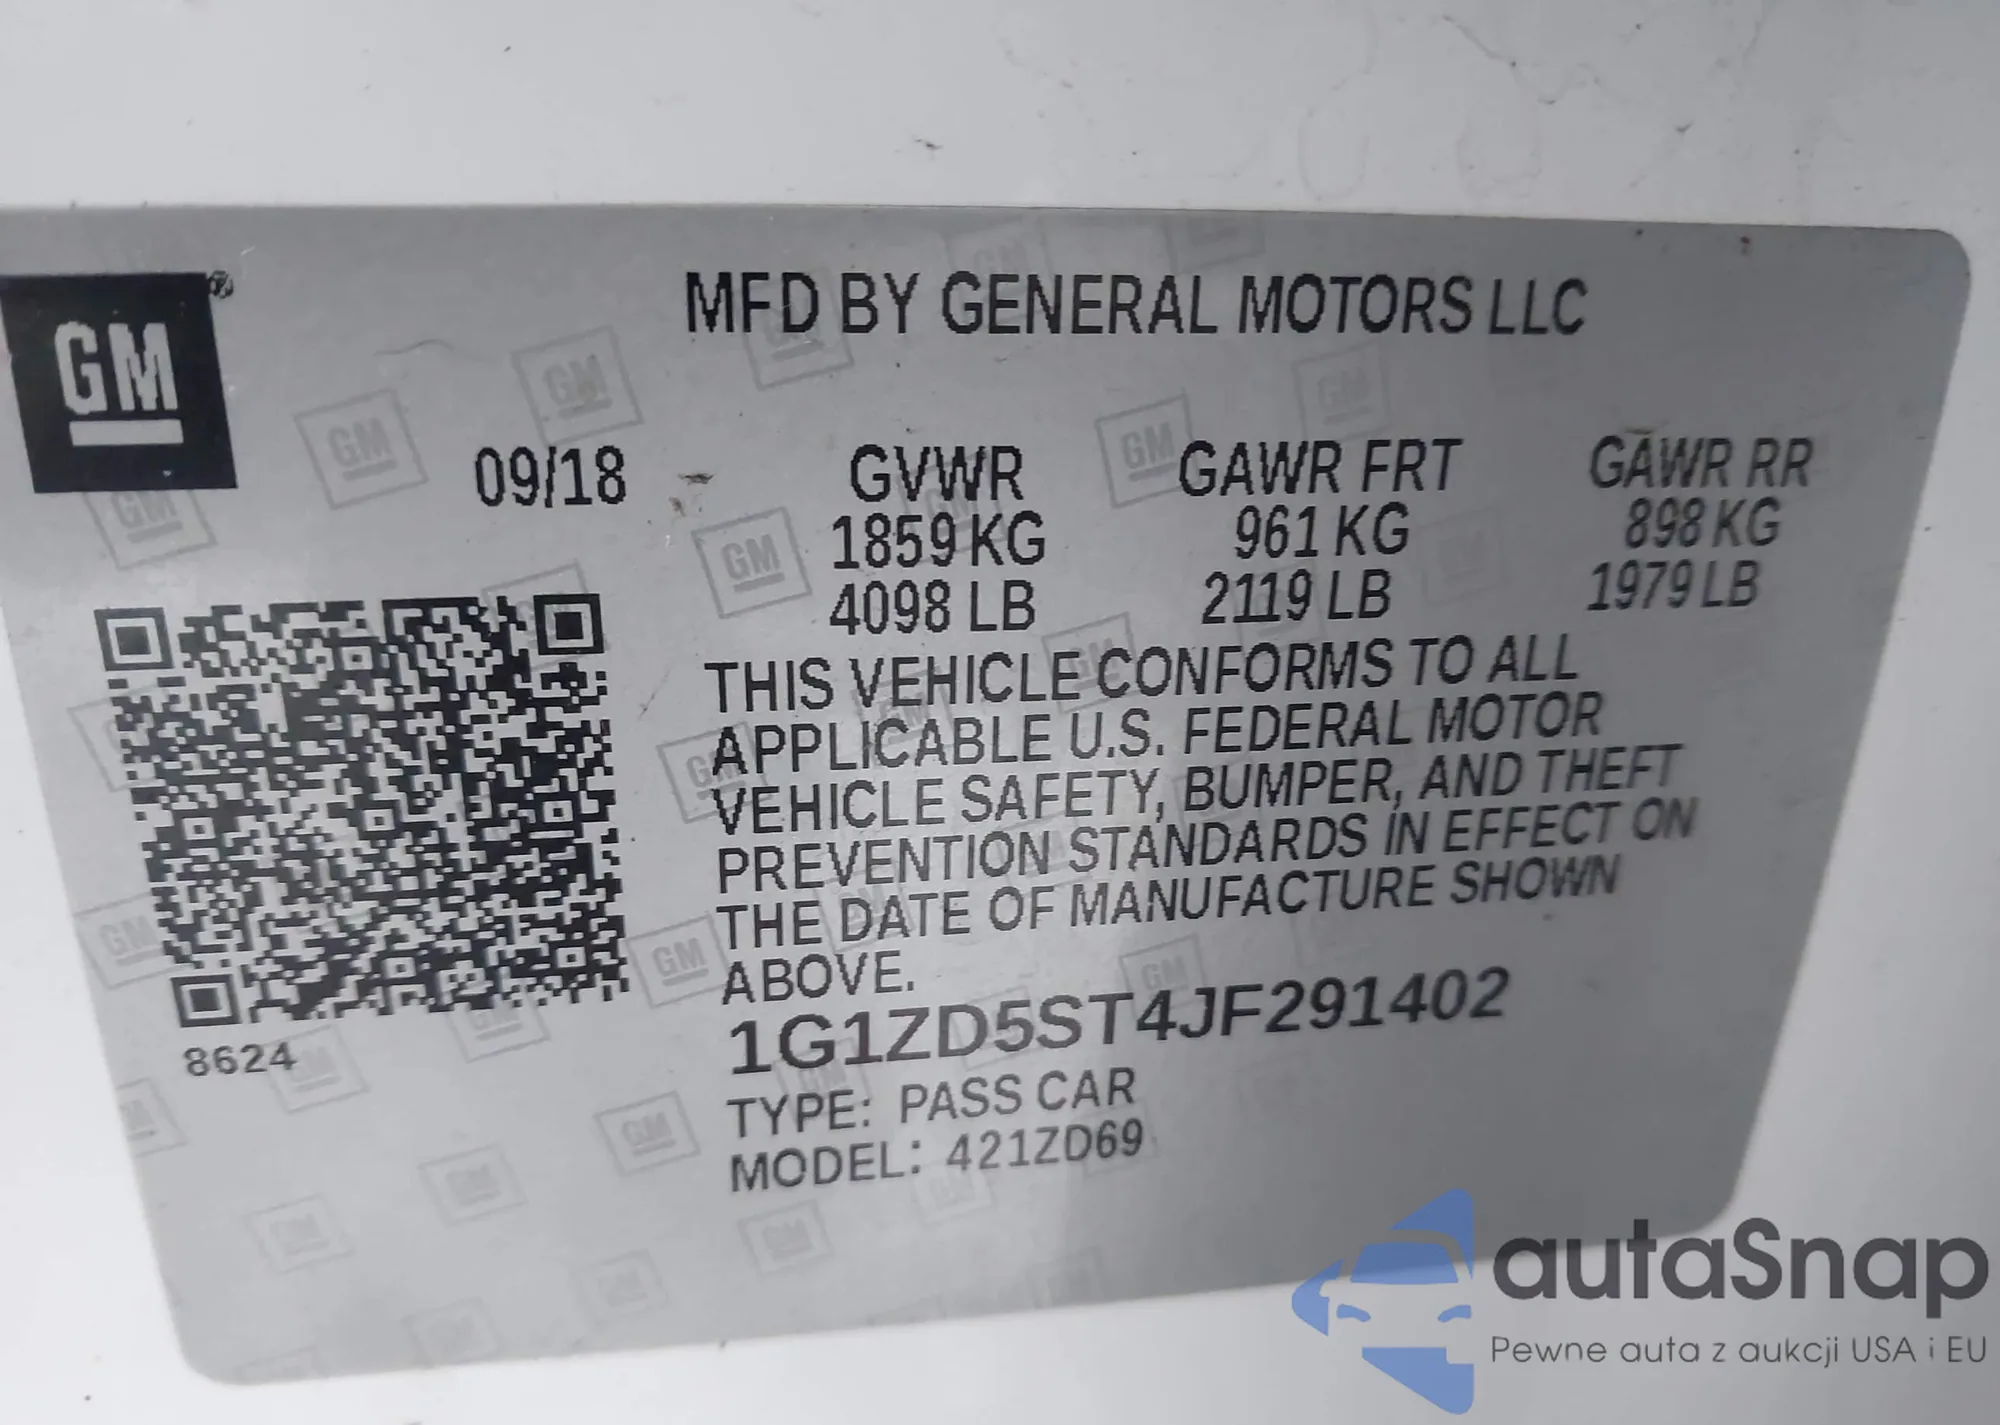 GM®
MFD BY GENERAL MOTORS LLC
09/18
GVWR GAWR FRT GAWR RR
1859 KG 961 KG 898 KG
4098 LB 2119 LB 1979 LB
THIS VEHICLE CONFORMS TO ALL
APPLICABLE U.S. FEDERAL MOTOR
VEHICLE SAFETY, BUMPER, AND THEFT
PREVENTION STANDARDS IN EFFECT ON
THE DATE OF MANUFACTURE SHOWN
ABOVE.
1G1ZD5ST4JF291402
8624
TYPE: PASS CAR
MODEL: 421ZD69
autaSnap
Pewne auta z aukcji USA i EU